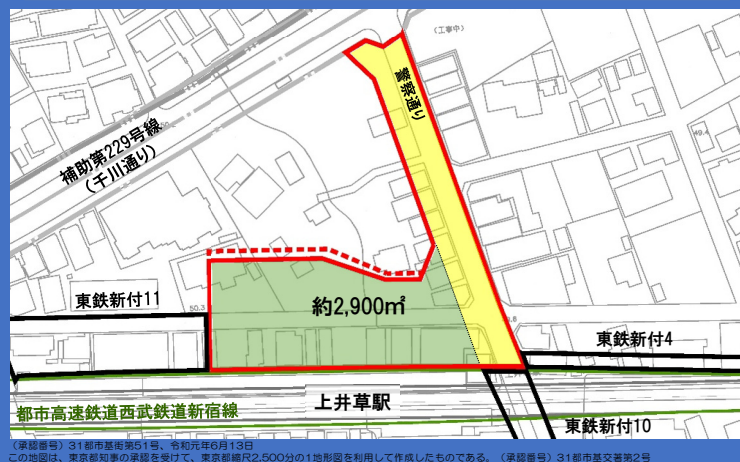 (工事中)
補助第229号線
(千川通り)
東鉄新付11
50.3
約2,900㎡
東鉄新付4
上井草駅
都市高速鉄道西武鉄道新宿線
東鉄新付10
(承認番号)31都市基街第51号、令和元年6月13日
この地図は、東京都知事の承認を受けて、東京都縮尺2,500分の1地形図を利用して作成したものである。(承認番号)31都市基交著第2号